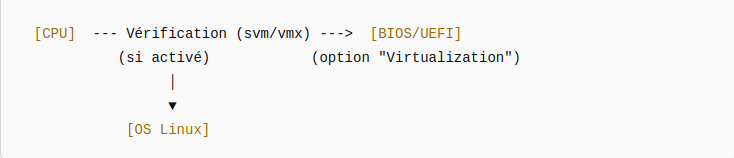 [CPU]  --- Vérification (svm/vmx) --->  [BIOS/UEFI]
(si activé)            (option "Virtualization")
│
▼
[OS Linux]